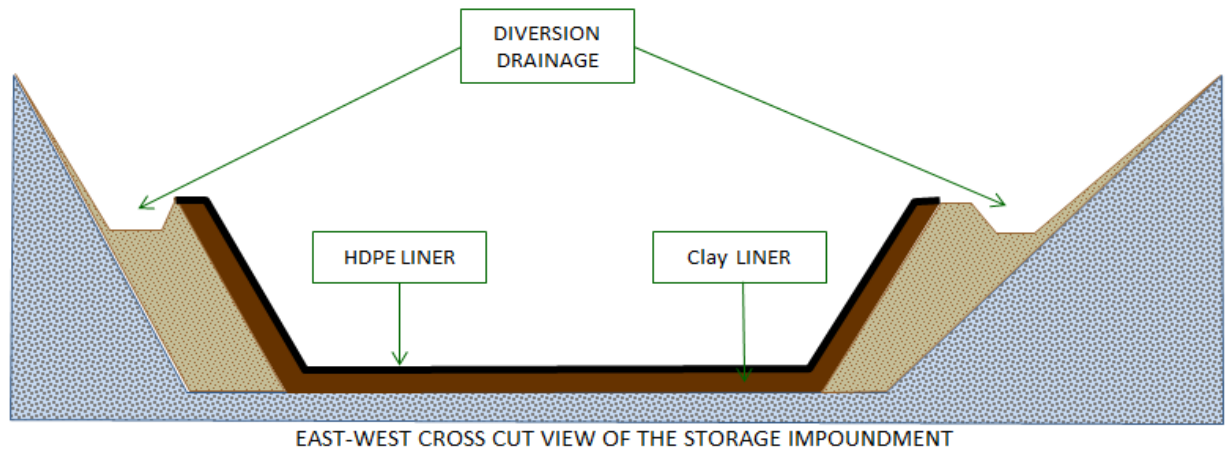 DIVERSION
DRAINAGE
HDPE LINER
Clay LINER
EAST-WEST CROSS CUT VIEW OF THE STORAGE IMPOUNDMENT